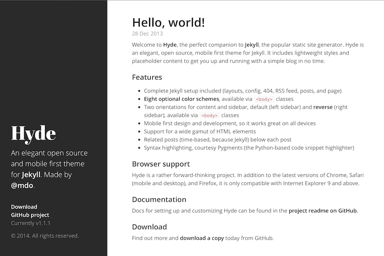 Hyde
An elegant open source
and mobile first theme
for Jekyll. Made by
@mdo.
Download
GitHub project
Currently v1.1.1
© 2014. All rights reserved.
Hello, world!
28 Dec 2013
Welcome to Hyde, the perfect companion to Jekyll, the popular static site generator. Hyde is
an elegant, open source, mobile first theme for Jekyll. It includes lightweight styles and
placeholder content to get you up and running with a simple blog in no time.
Features
• Complete Jekyll setup included (layouts, config, 404, RSS feed, posts, and page)
• Eight optional color schemes, available via <body> classes
• Two orientations for content and sidebar, default (left sidebar) and reverse (right
sidebar), available via <body> classes
• Mobile first design and development, so it works great on all devices
• Support for a wide gamut of HTML elements
• Related posts (time-based, because Jekyll) below each post
• Syntax highlighting, courtesy Pygments (the Python-based code snippet highlighter)
Browser support
Hyde is a rather forward-thinking project. In addition to the latest versions of Chrome, Safari
(mobile and desktop), and Firefox, it is only compatible with Internet Explorer 9 and above.
Documentation
Docs for setting up and customizing Hyde can be found in the project readme on GitHub.
Download
Find out more and download a copy today from GitHub.